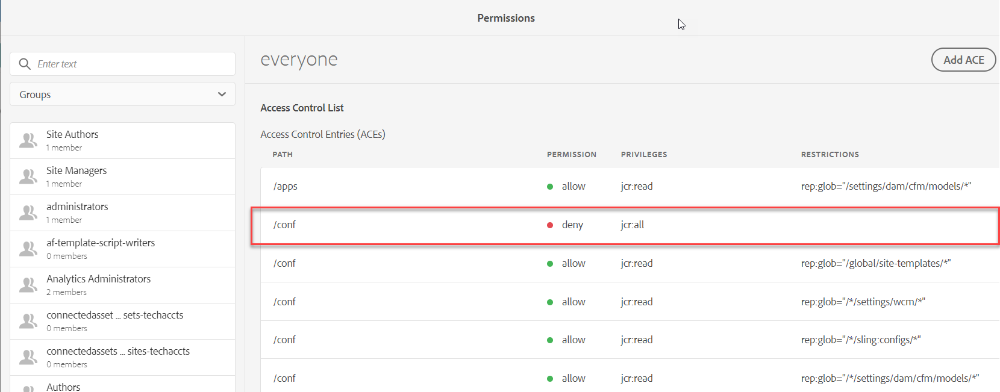 Permissions
Enter text
Groups
Site Authors
1 member
Site Managers
1 member
administrators
1 member
af-template-script-writers
0 members
Analytics Administrators
2 members
connectedasset ... sets-techaccts
0 members
connectedassets ... sites-techaccts
0 members
Authors
everyone
Add ACE
Access Control List
Access Control Entries (ACEs)
PATH PERMISSION PRIVILEGES RESTRICTIONS
/apps allow jcr:read rep:glob="/settings/dam/cfm/models/*"
/conf deny jcr:all
/conf allow jcr:read rep:glob="/global/site-templates/*"
/conf allow jcr:read rep:glob="/*/settings/wcm/*"
/conf allow jcr:read rep:glob="/*/sling:configs/*"
/conf allow jcr:read rep:glob="/*/settings/dam/cfm/models/*"